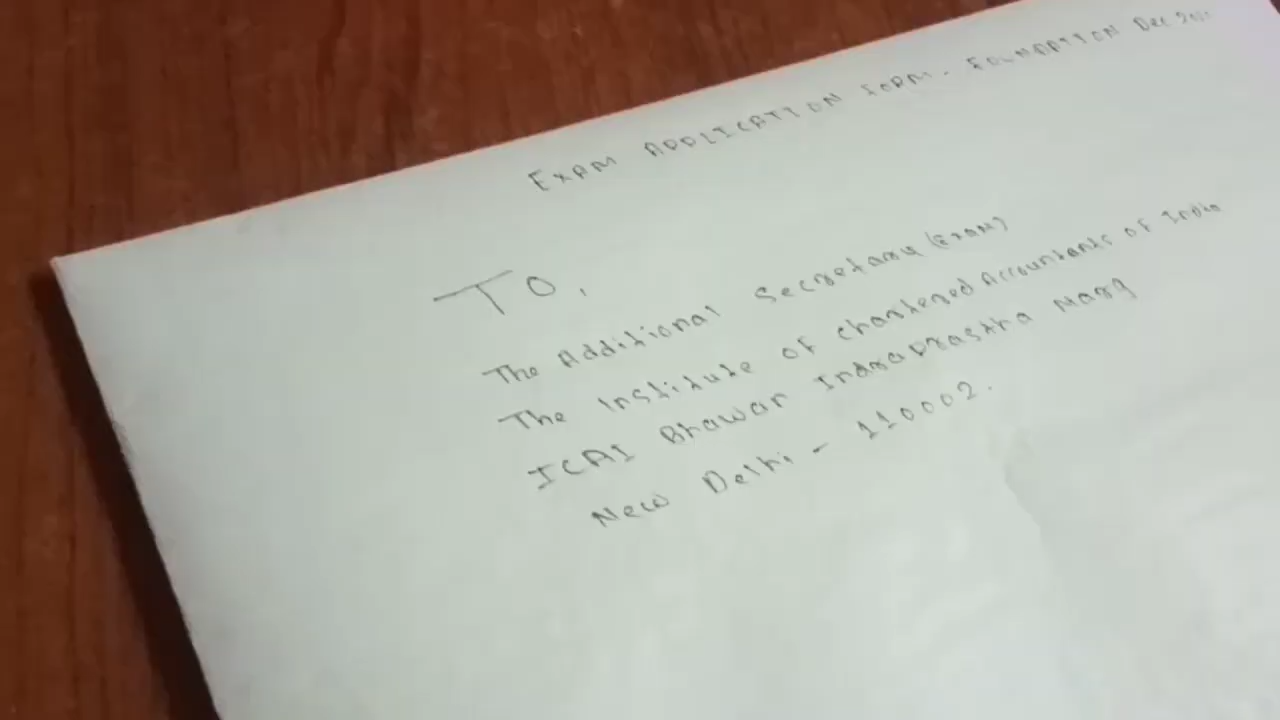 EXAM APPLICATION FORM - FOUNDATION Dec
TO,
The Additional Secretary (EXAM)
The Institute of Chartered Accountants of India
ICAI Bhawan Indraprastha Marg
New Delhi - 110002.